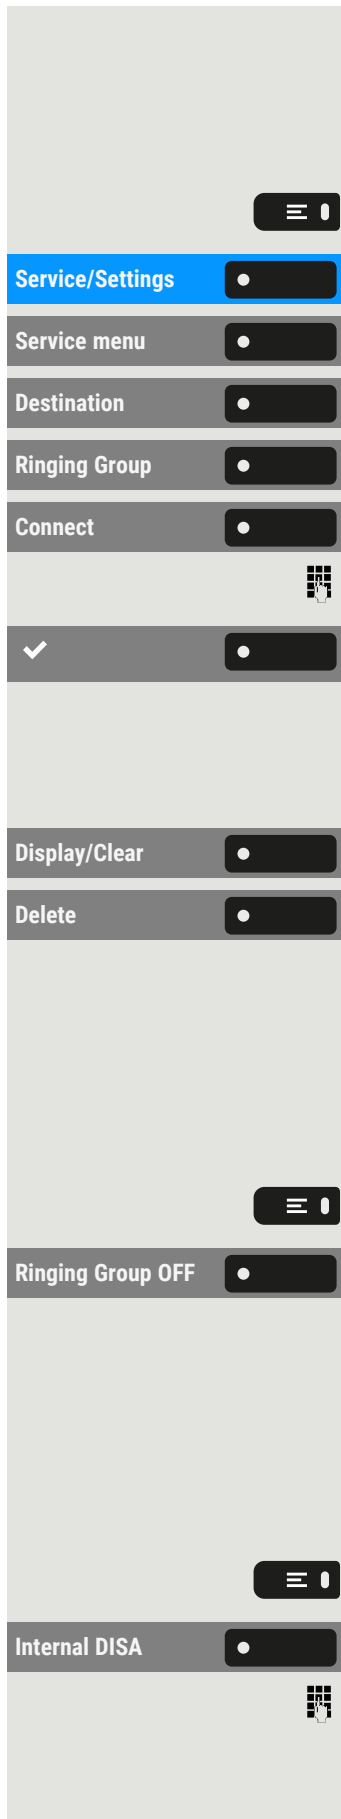 Service/Settings
Service menu
Destination
Ringing Group
Connect
Display/Clear
Delete
Ringing Group OFF
Internal DISA